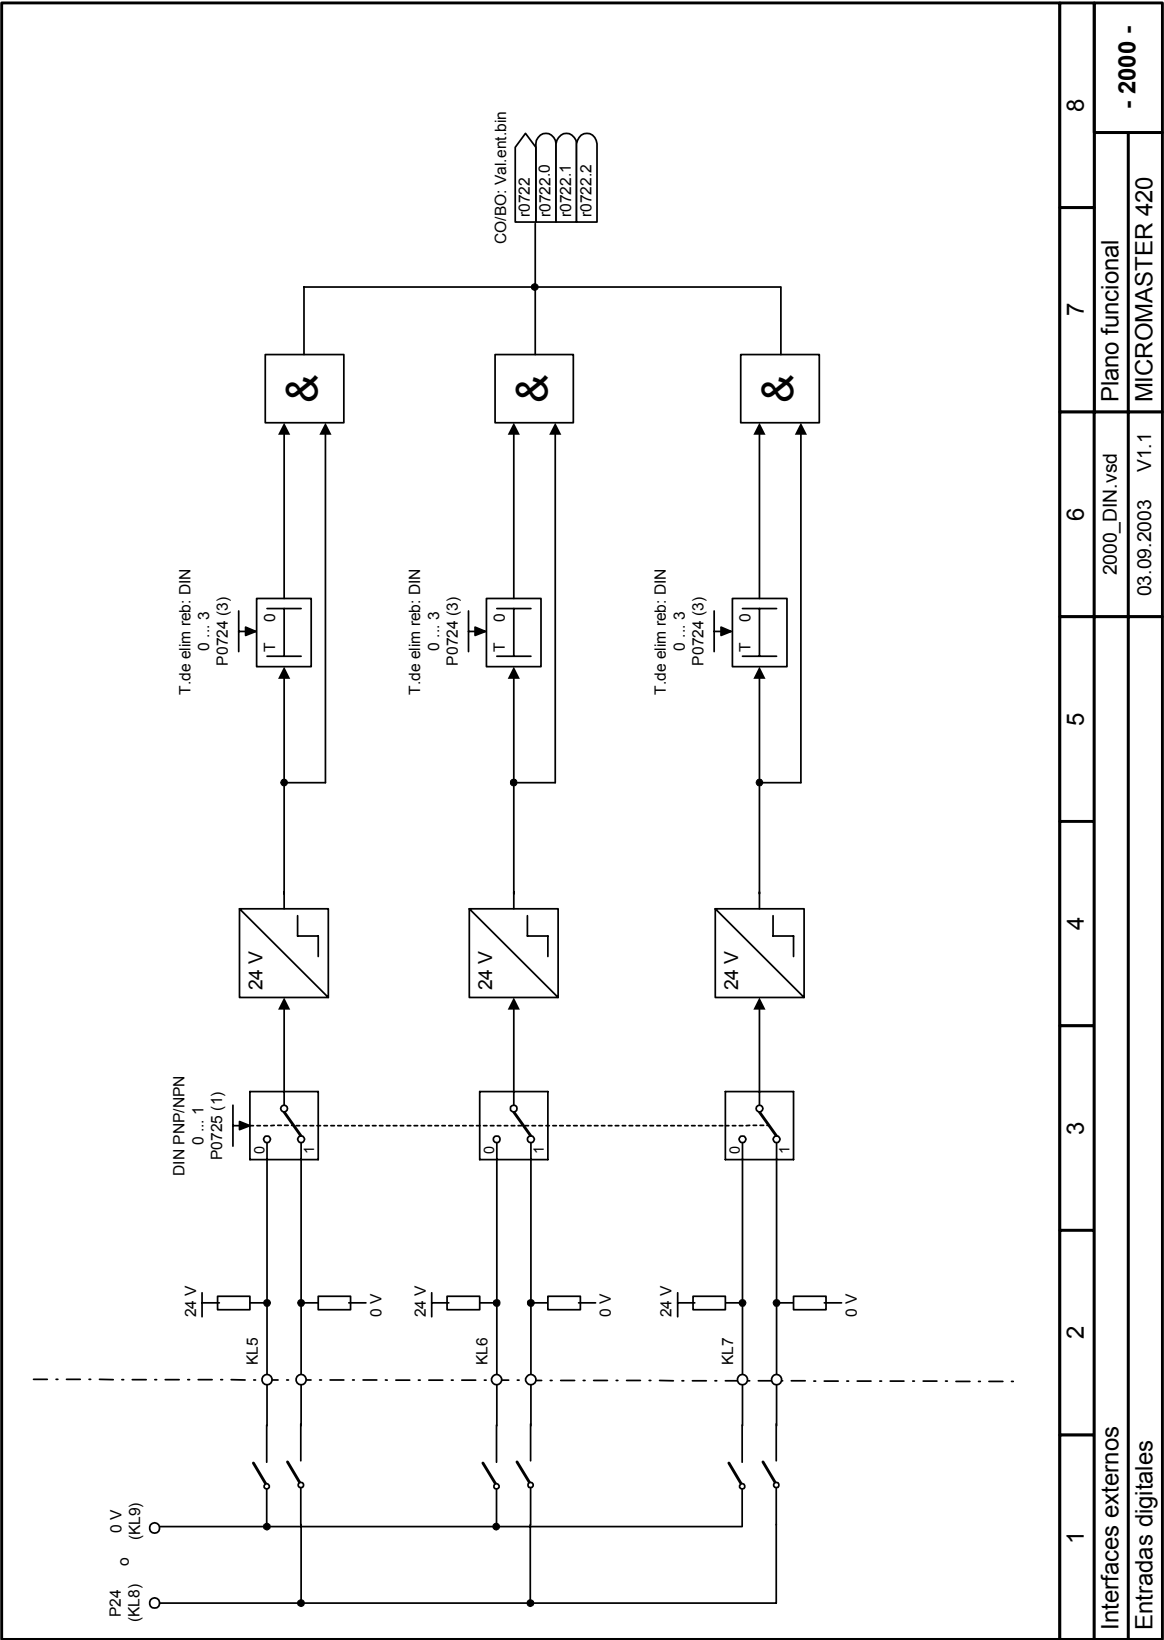 P24
(KL8)
o
0 V
(KL9)
KL5
24 V
0 V
DIN PNP/NPN
0 ... 1
P0725 (1)
0
1
24 V
T.de elim reb: DIN
0 ... 3
P0724 (3)
T 0
&
KL6
24 V
0 V
0
1
24 V
T.de elim reb: DIN
0 ... 3
P0724 (3)
T 0
&
CO/BO: Val.ent.bin
r0722
r0722.0
r0722.1
r0722.2
KL7
24 V
0 V
0
1
24 V
T.de elim reb: DIN
0 ... 3
P0724 (3)
T 0
&
1 2 3 4 5 6 7 8
Interfaces externos 2000_DIN.vsd Plano funcional - 2000 -
Entradas digitales 03.09.2003 V1.1 MICROMASTER 420